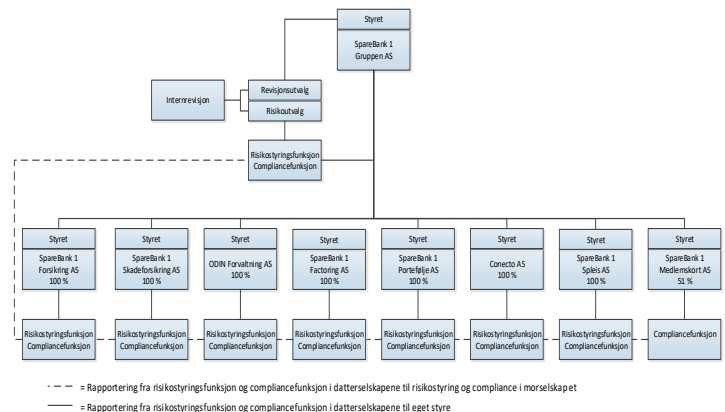 Styret
SpareBank 1
Gruppen AS
Internrevisjon
Revisjonsutvalg
Risikoutvalg
Risikostyringsfunksjon
Compliancefunksjon
Styret
SpareBank 1
Forsikring AS
100 %
Styret
SpareBank 1
Skadeforsikring AS
100 %
Styret
ODIN Forvaltning AS
100 %
Styret
SpareBank 1
Factoring AS
100 %
Styret
SpareBank 1
Portefølje AS
100 %
Styret
Conecto AS
100 %
Styret
SpareBank 1
Spleis AS
100 %
Styret
SpareBank 1
Medlemskort AS
51 %
Risikostyringsfunksjon
Compliancefunksjon
Risikostyringsfunksjon
Compliancefunksjon
Risikostyringsfunksjon
Compliancefunksjon
Risikostyringsfunksjon
Compliancefunksjon
Risikostyringsfunksjon
Compliancefunksjon
Risikostyringsfunksjon
Compliancefunksjon
Risikostyringsfunksjon
Compliancefunksjon
Compliancefunksjon
= Rapportering fra risikostyringsfunksjon og compliancefunksjon i datterselskapene til risikostyring og compliance i morselskapet
= Rapportering fra risikostyringsfunksjon og compliancefunksjon i datterselskapene til eget styre